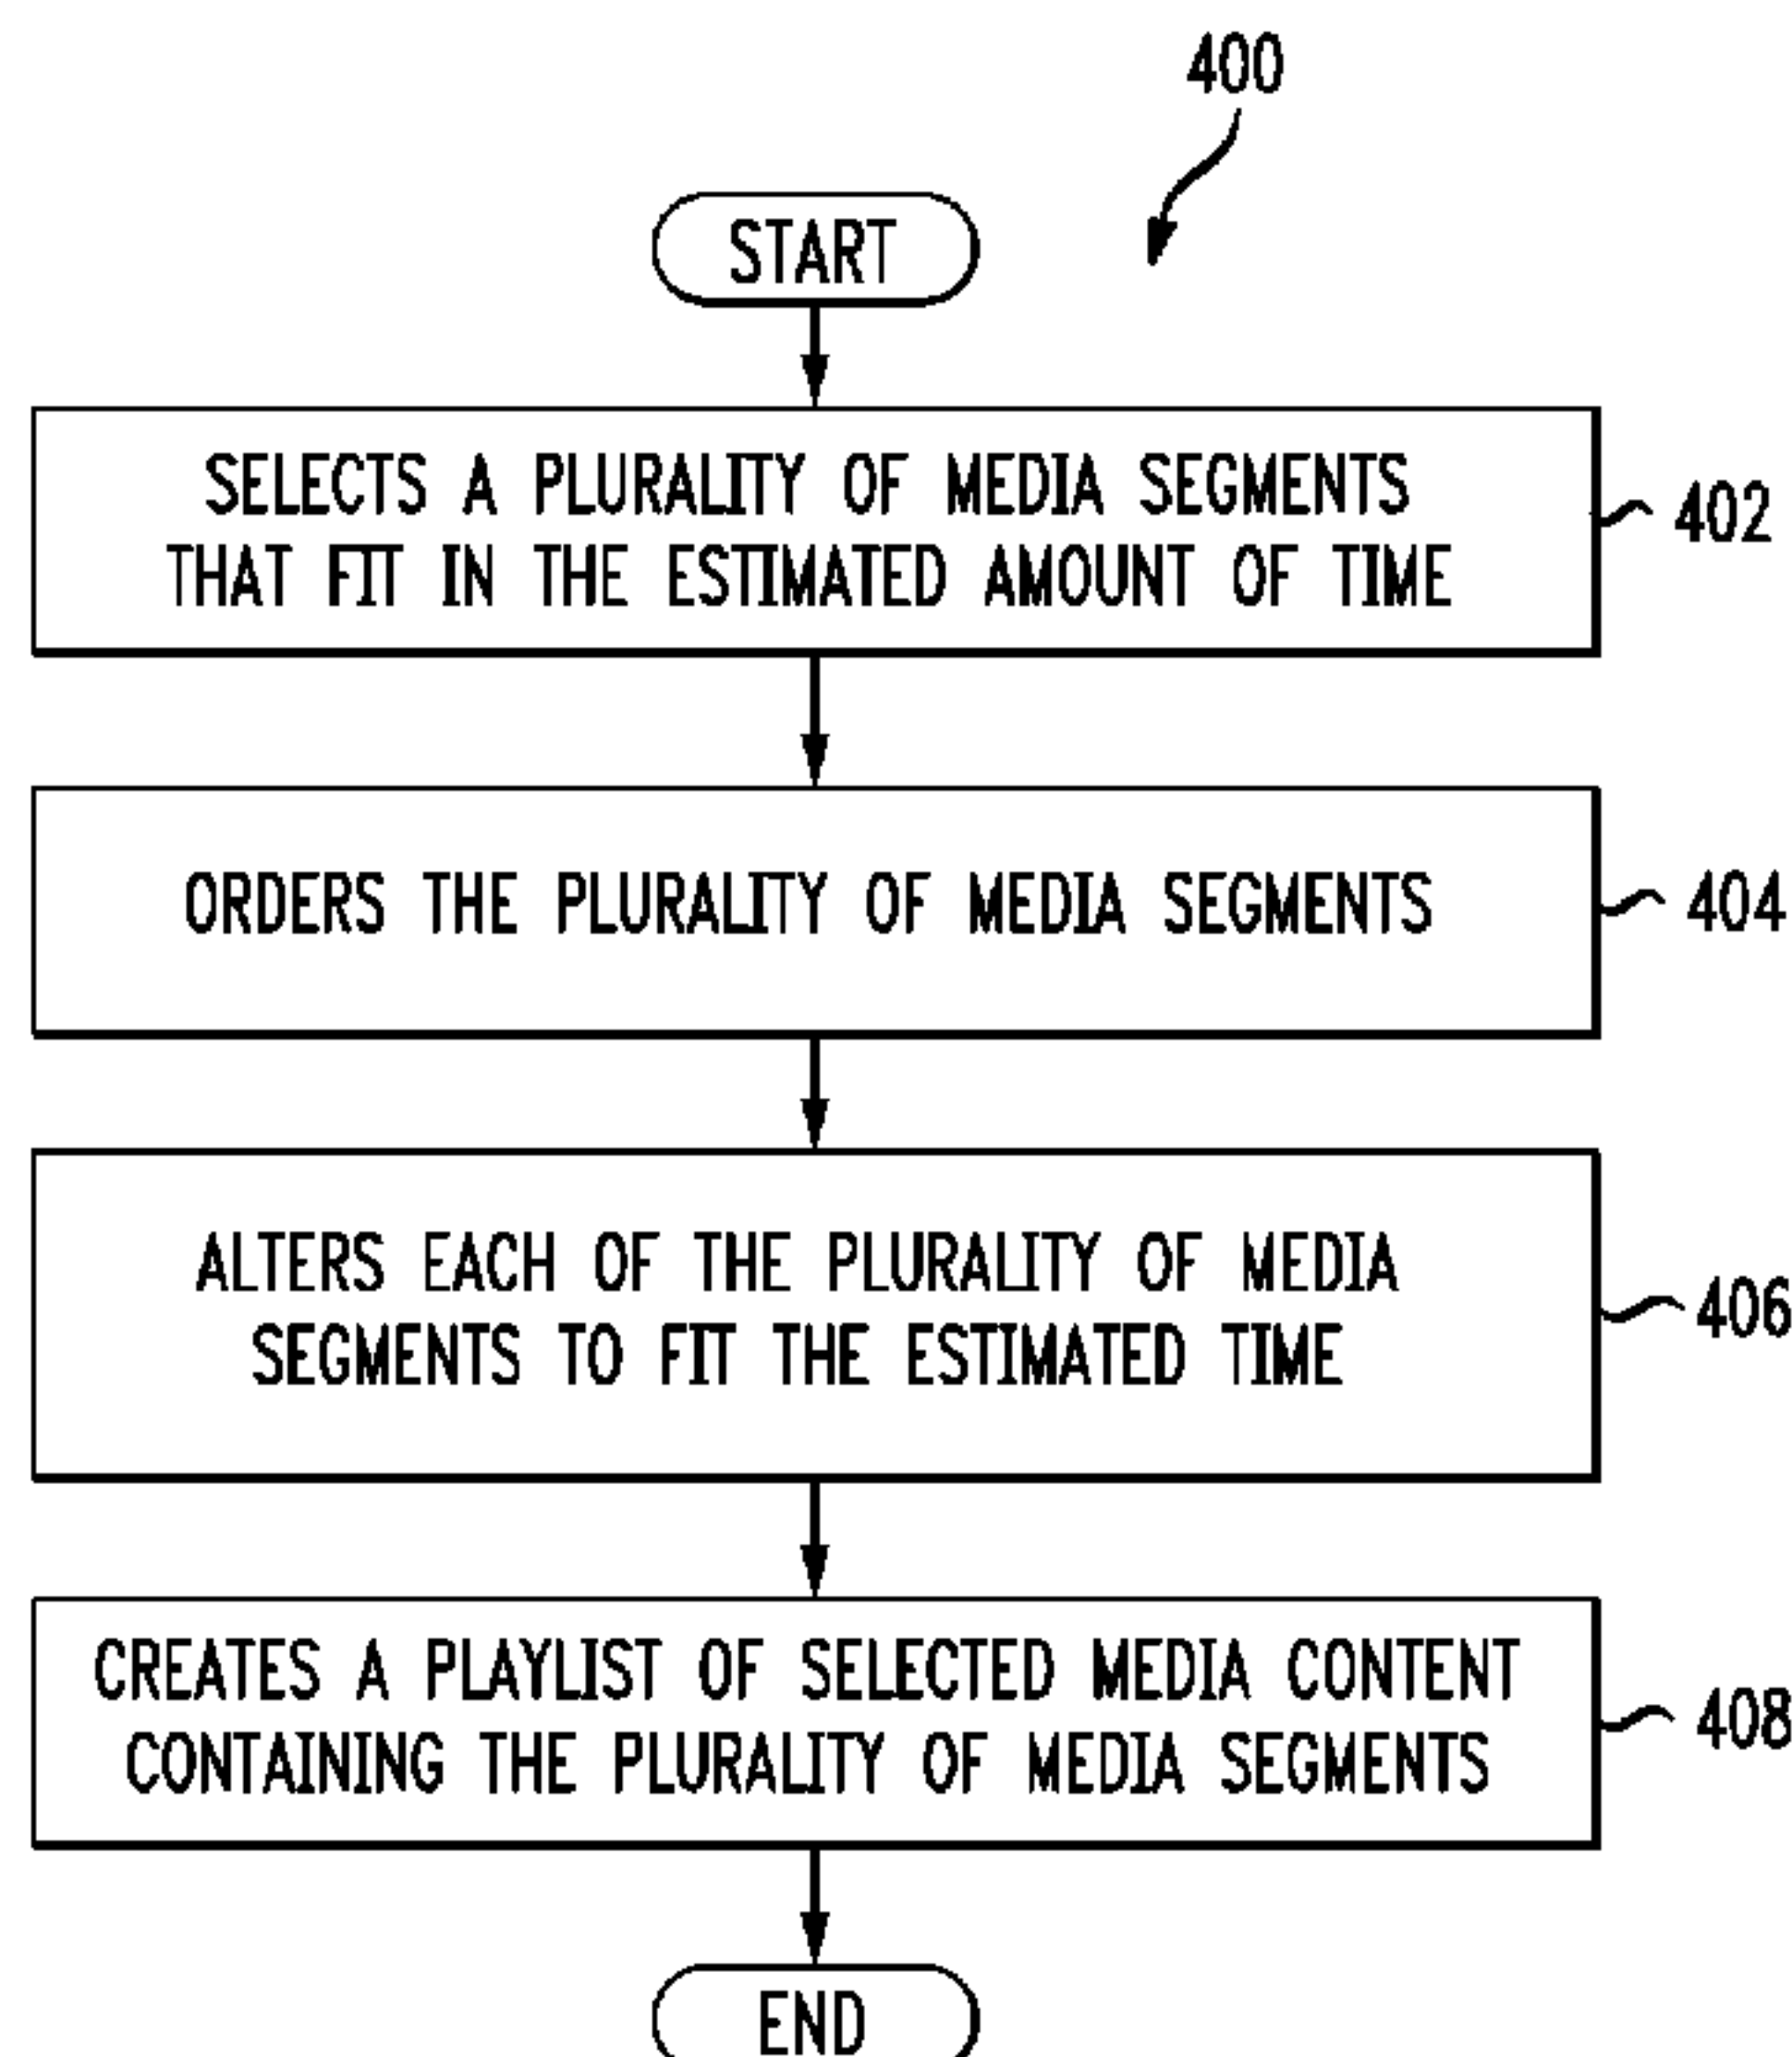 400
START
SELECTS A PLURALITY OF MEDIA SEGMENTS
THAT FIT IN THE ESTIMATED AMOUNT OF TIME
402
ORDERS THE PLURALITY OF MEDIA SEGMENTS
404
ALTERS EACH OF THE PLURALITY OF MEDIA
SEGMENTS TO FIT THE ESTIMATED TIME
406
CREATES A PLAYLIST OF SELECTED MEDIA CONTENT
CONTAINING THE PLURALITY OF MEDIA SEGMENTS
408
END